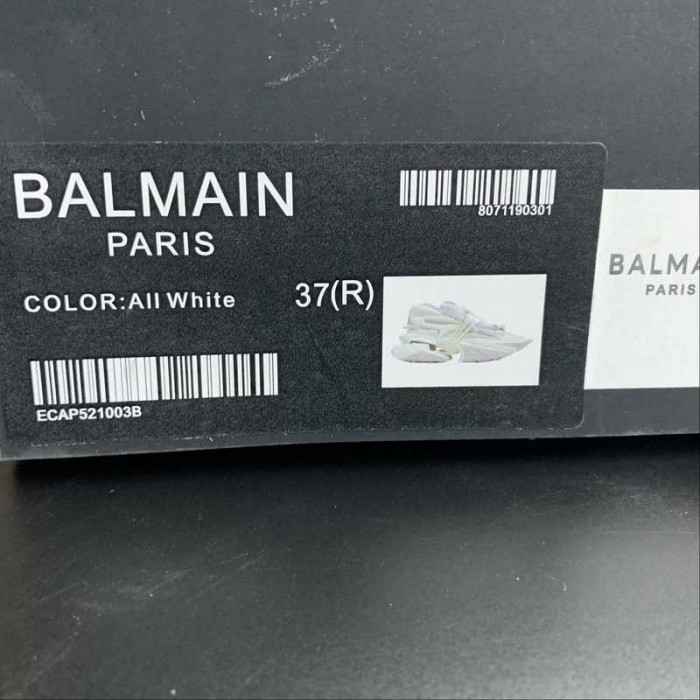 BALMAIN
PARIS
8071190301
COLOR:All White
37(R)
ECAP521003B
BALMA
PARIS